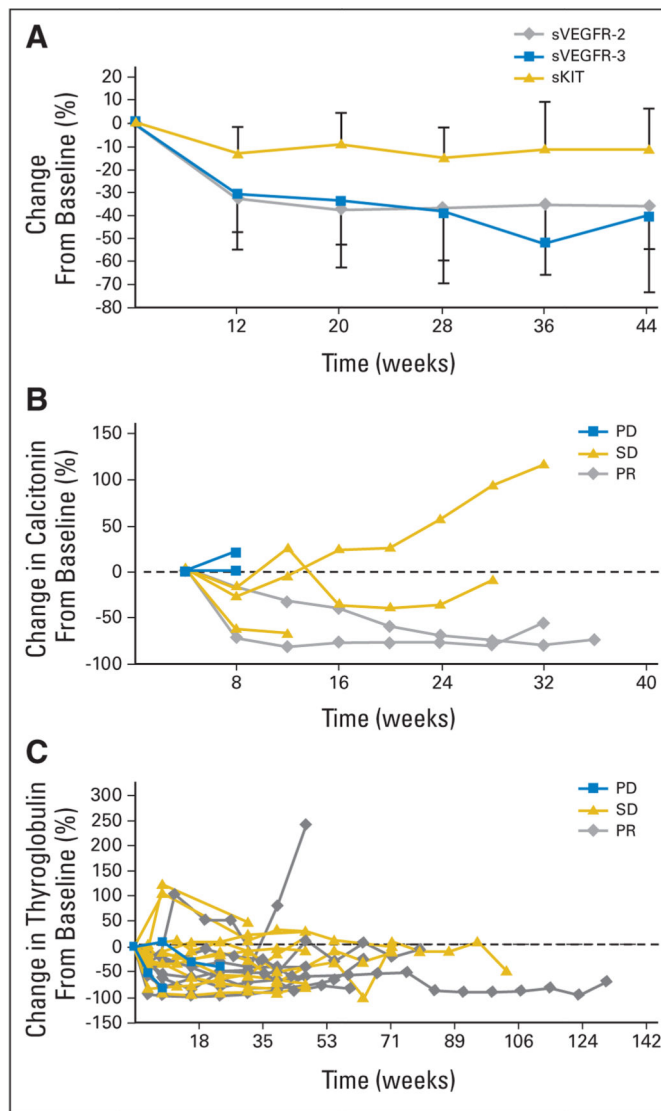 A
sVEGFR-2
sVEGFR-3
sKIT
Change
From Baseline (%)
20
10
0
-10
-20
-30
-40
-50
-60
-70
-80
12
20
28
36
44
Time (weeks)
B
PD
SD
PR
Change in Calcitonin
From Baseline (%)
150
100
50
0
-50
-100
8
16
24
32
40
Time (weeks)
C
PD
SD
PR
Change in Thyroglobulin
From Baseline (%)
300
250
200
150
100
50
0
-50
-100
-150
18
35
53
71
89
106
124
142
Time (weeks)